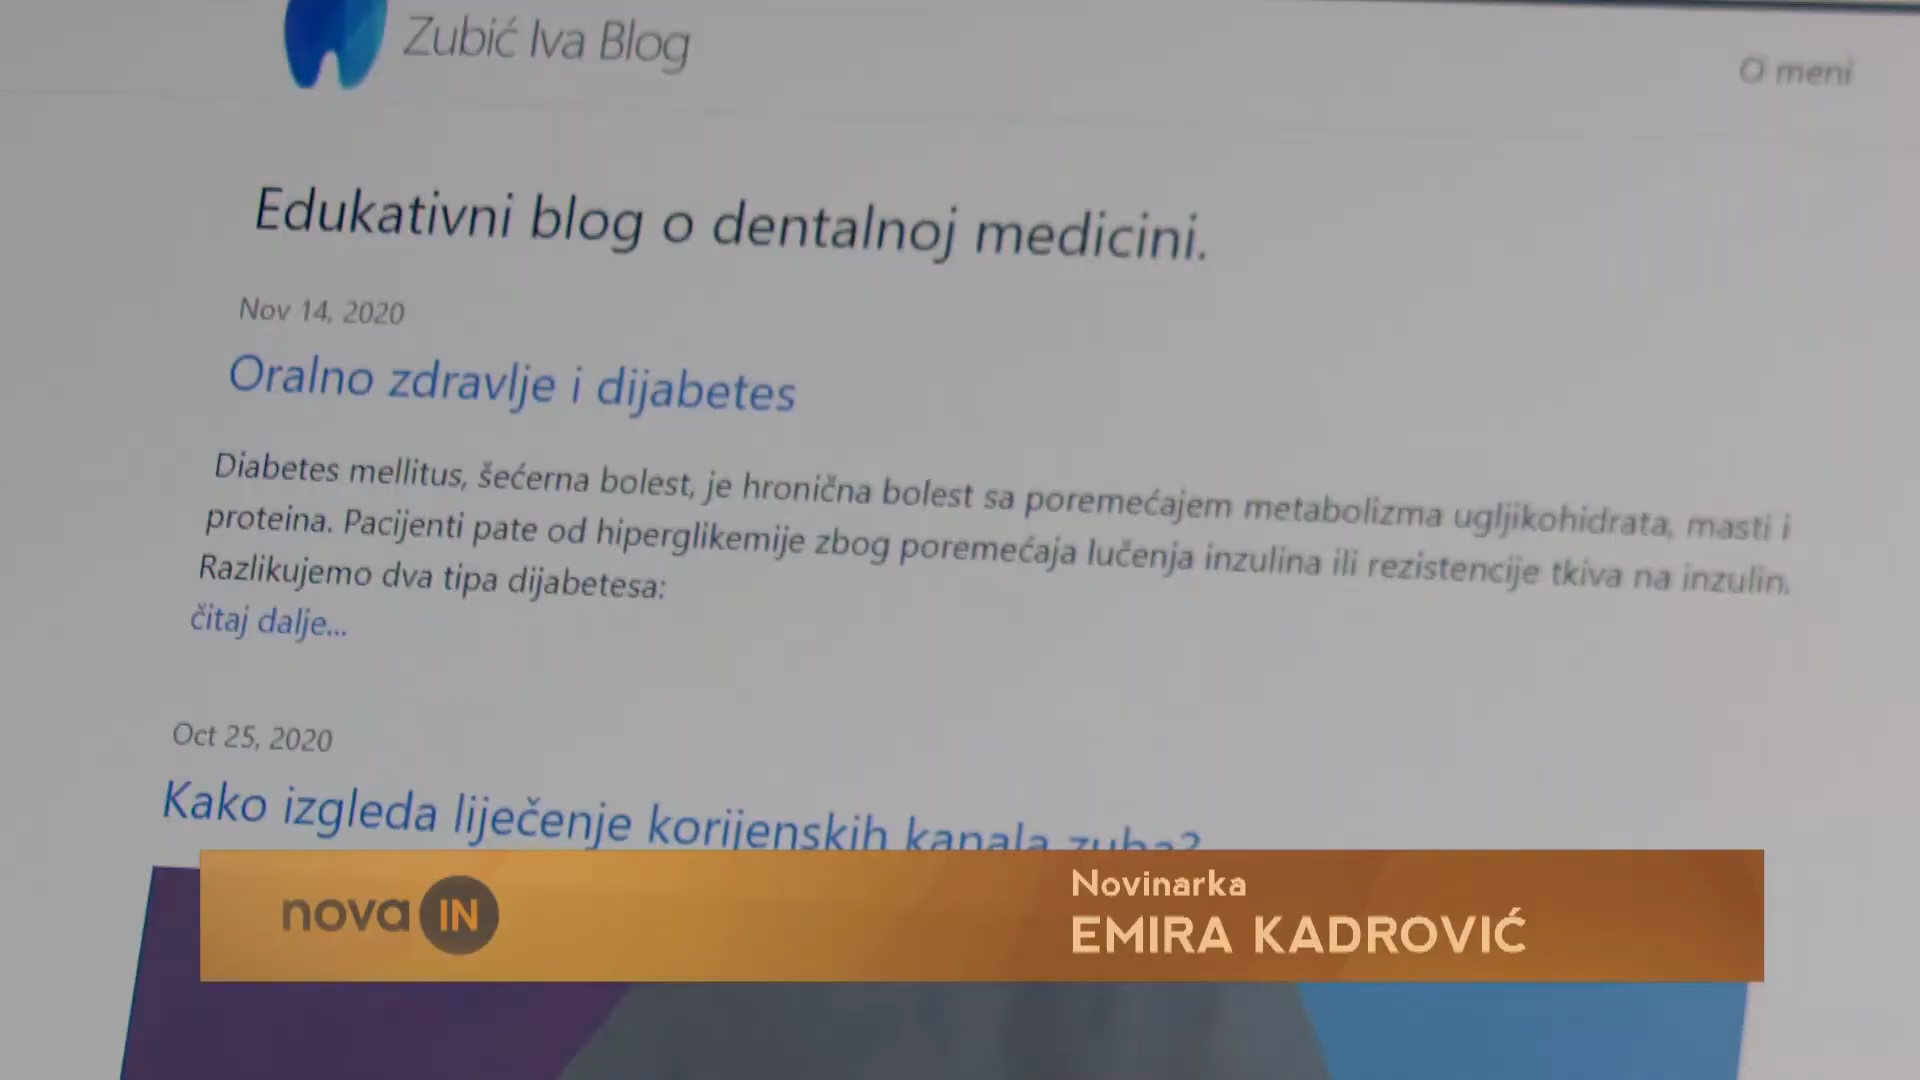 Zubić Iva Blog
O meni
Edukativni blog o dentalnoj medicini.
Nov 14, 2020
Oralno zdravlje i dijabetes
Diabetes mellitus, šećerna bolest, je hronična bolest sa poremećajem metabolizma ugljikohidrata, masti i
proteina. Pacijenti pate od hiperglikemije zbog poremećaja lučenja inzulina ili rezistencije tkiva na inzulin.
Razlikujemo dva tipa dijabetesa:
čitaj dalje...
Oct 25, 2020
Kako izgleda liječenje korijenskih kanala zuba?
nova IN
Novinarka
EMIRA KADROVIĆ